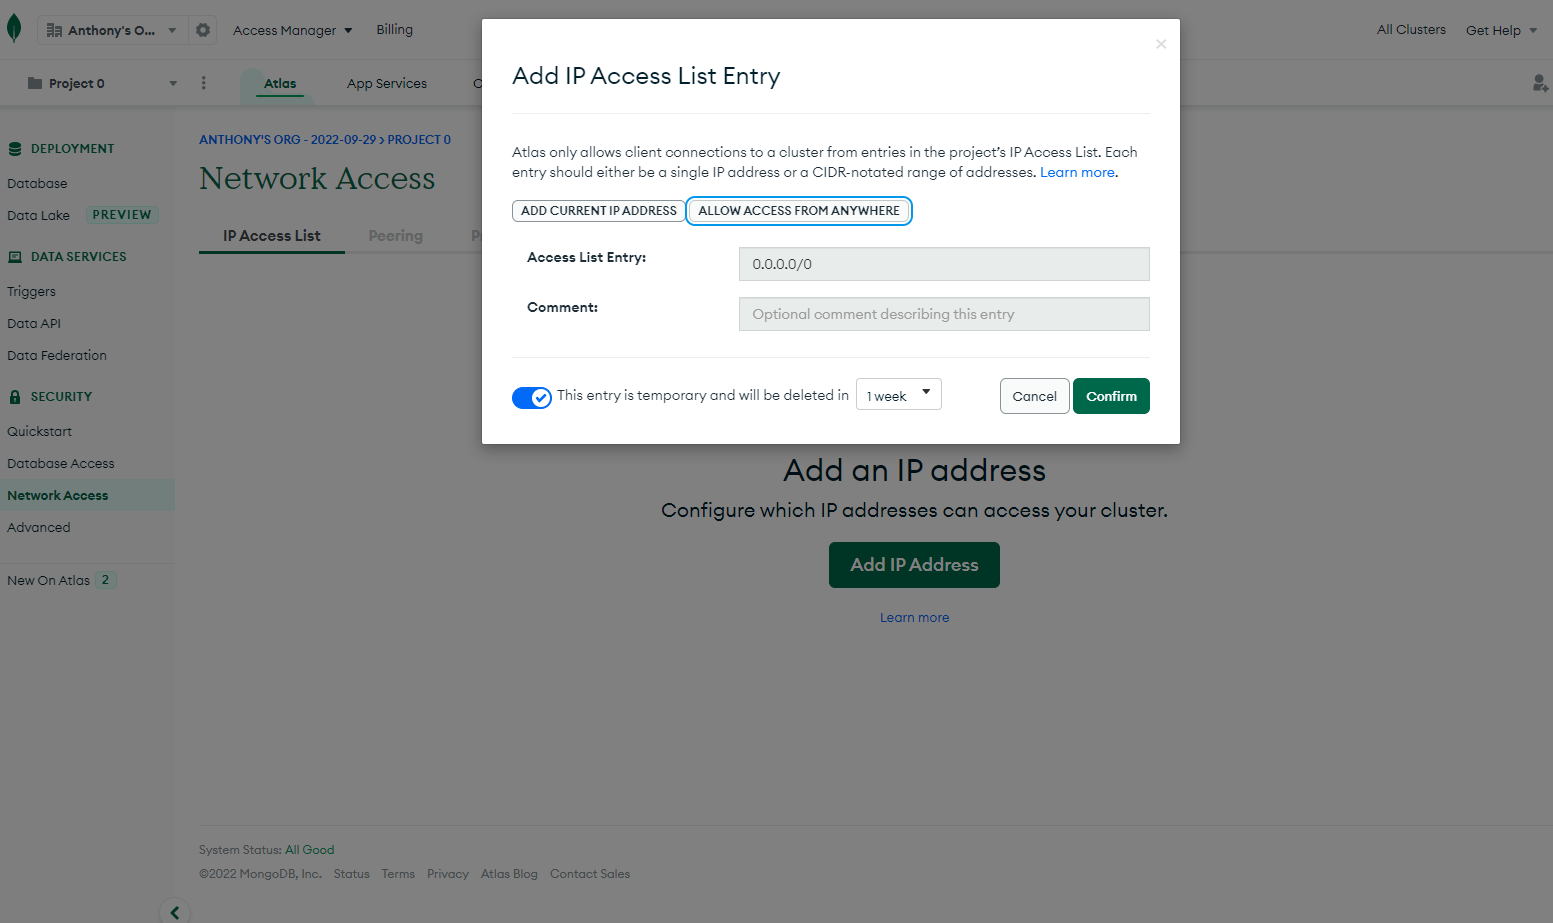 Anthony's O...
Access Manager
Billing
All Clusters
Get Help
Project 0
Atlas
App Services
DEPLOYMENT
Database
Data Lake PREVIEW
DATA SERVICES
Triggers
Data API
Data Federation
SECURITY
Quickstart
Database Access
Network Access
Advanced
New On Atlas 2
ANTHONY'S ORG - 2022-09-29 > PROJECT 0
Network Access
IP Access List
Peering
Add IP Access List Entry
Atlas only allows client connections to a cluster from entries in the project's IP Access List. Each
entry should either be a single IP address or a CIDR-notated range of addresses. Learn more.
ADD CURRENT IP ADDRESS
ALLOW ACCESS FROM ANYWHERE
Access List Entry:
0.0.0.0/0
Comment:
Optional comment describing this entry
This entry is temporary and will be deleted in 1 week
Cancel
Confirm
Add an IP address
Configure which IP addresses can access your cluster.
Add IP Address
Learn more
System Status: All Good
©2022 MongoDB, Inc. Status Terms Privacy Atlas Blog Contact Sales